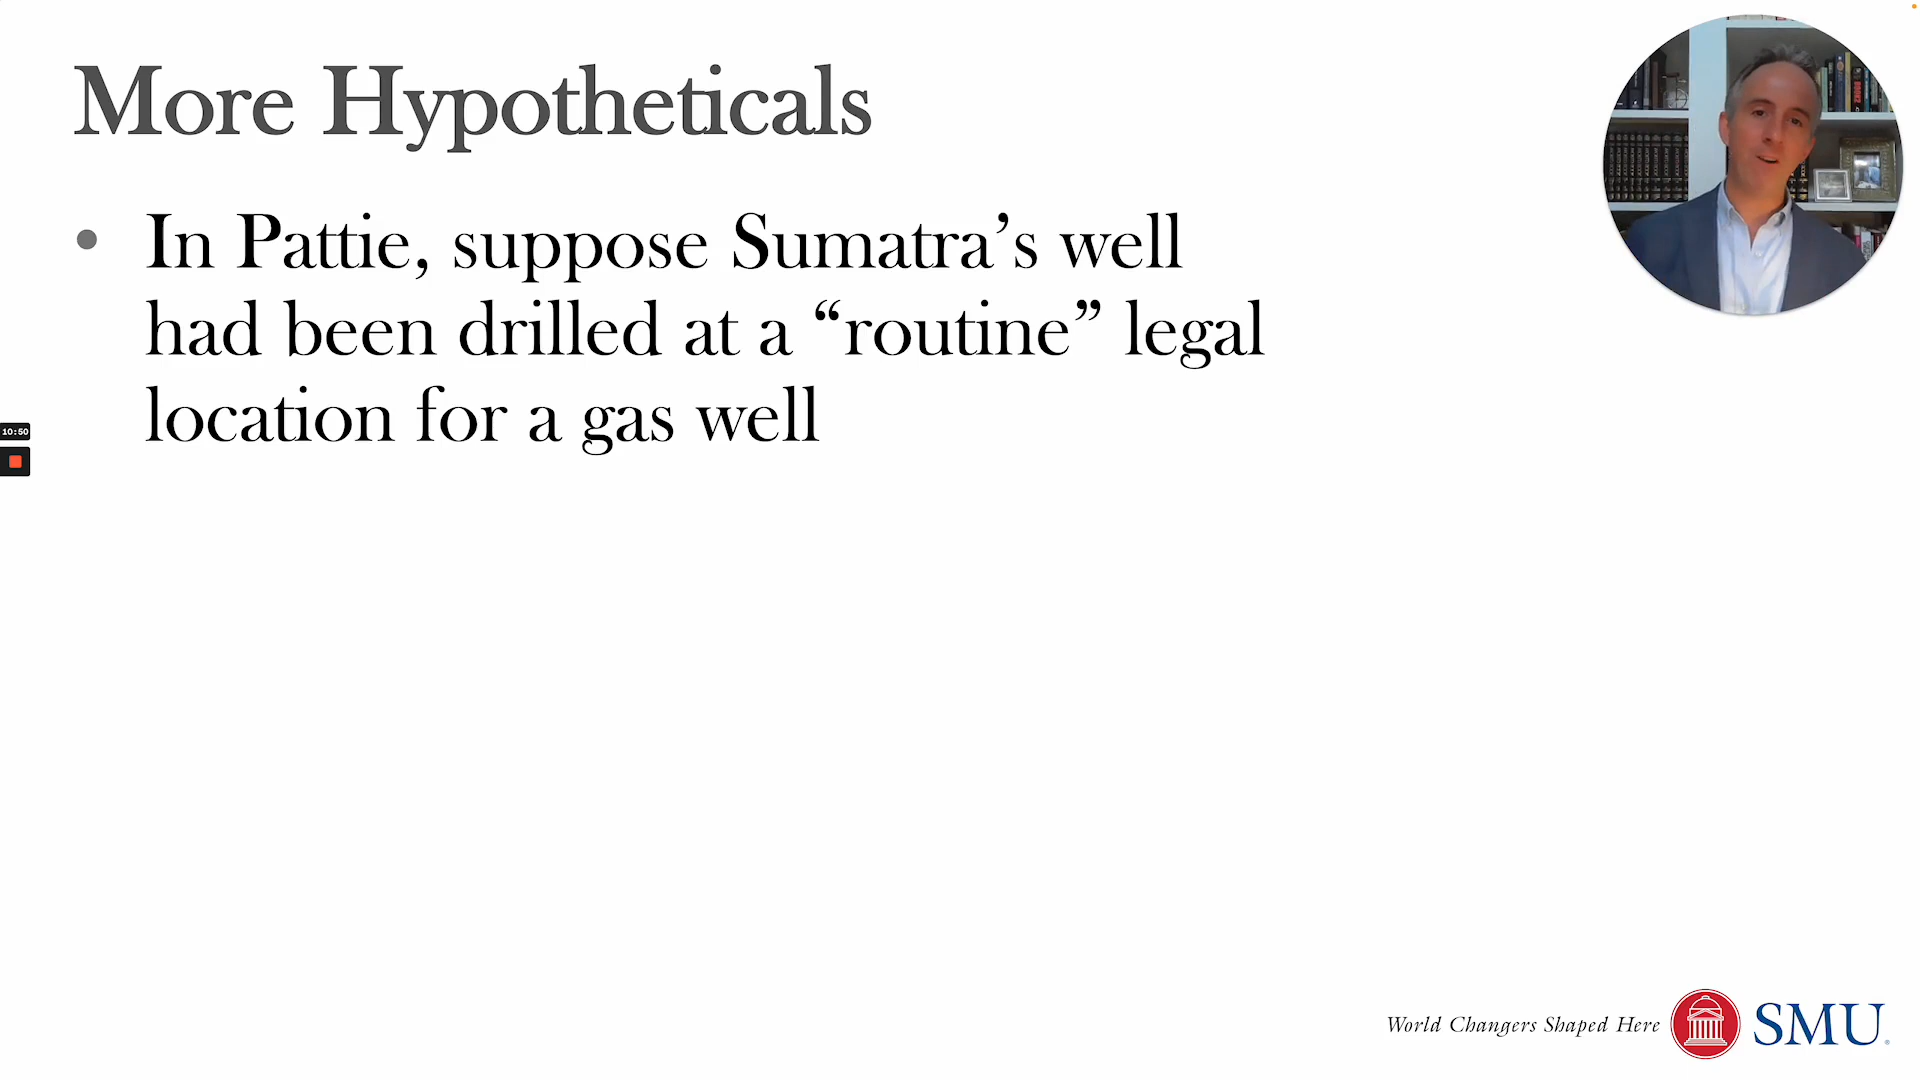 More Hypotheticals
• In Pattie, suppose Sumatra’s well
had been drilled at a “routine” legal
location for a gas well
10:50
World Changers Shaped Here
SMU